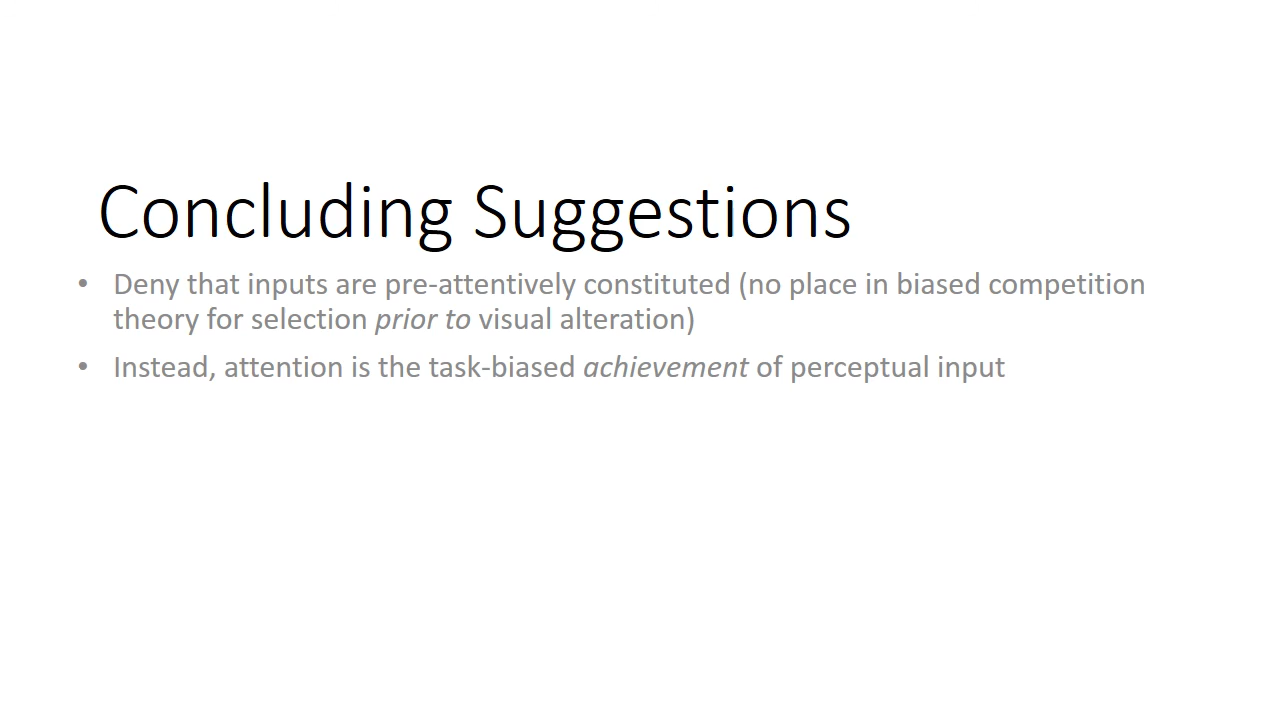 Concluding Suggestions
• Deny that inputs are pre-attentively constituted (no place in biased competition
theory for selection prior to visual alteration)
• Instead, attention is the task-biased achievement of perceptual input